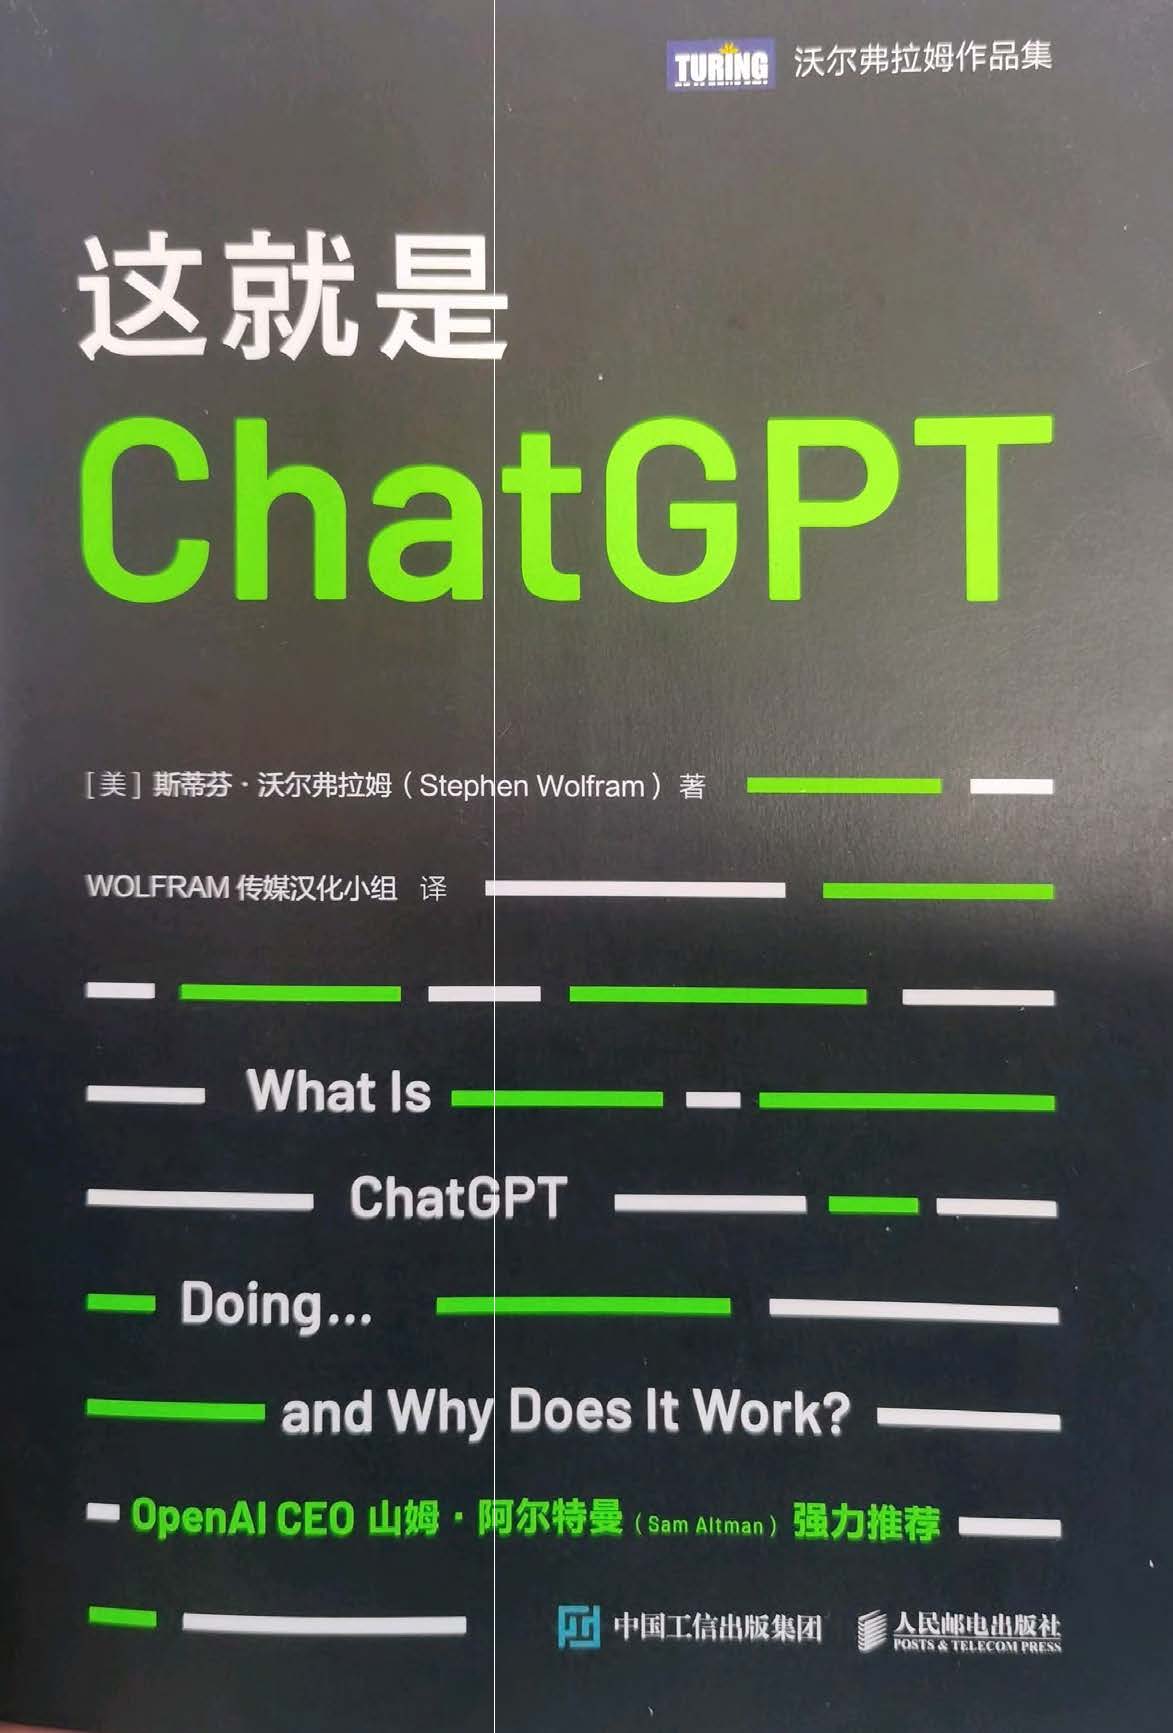 TURING 沃尔弗拉姆作品集
这就是
ChatGPT
[美] 斯蒂芬·沃尔弗拉姆（Stephen Wolfram）著
WOLFRAM 传媒汉化小组 译
What Is
ChatGPT
Doing...
and Why Does It Work?
OpenAI CEO 山姆·阿尔特曼（Sam Altman）强力推荐
中国工信出版集团 人民邮电出版社
POSTS & TELECOM PRESS